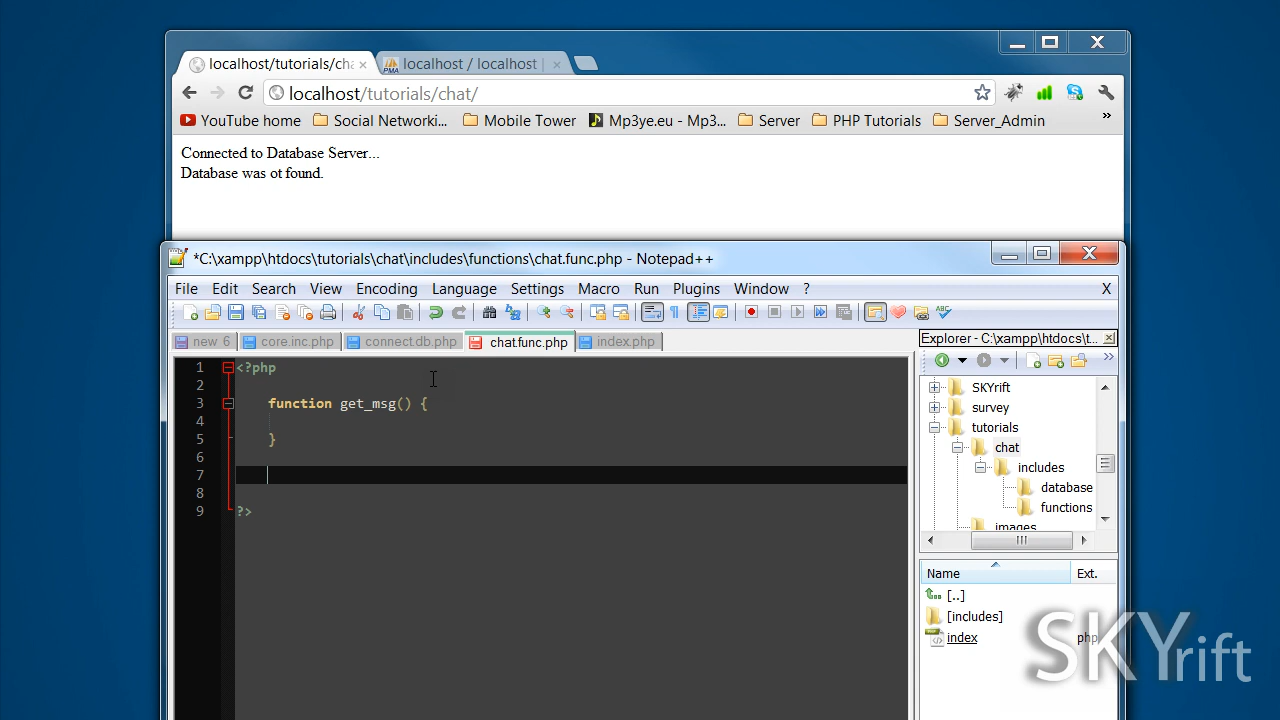 localhost/tutorials/cha
localhost / localhost |
localhost/tutorials/chat/
YouTube home
Social Networki...
Mobile Tower
Mp3ye.eu - Mp3...
Server
PHP Tutorials
Server_Admin
»
Connected to Database Server...
Database was ot found.
*C:\xampp\htdocs\tutorials\chat\includes\functions\chat.func.php - Notepad++
File Edit Search View Encoding Language Settings Macro Run Plugins Window ? X
new 6 core.inc.php connect.db.php chat.func.php index.php
Explorer - C:\xampp\htdocs\t...
1 <?php
2
3 function get_msg() {
4
5 }
6
7
8
9 ?>
SKYrift
survey
tutorials
chat
includes
database
functions
images
Name Ext.
[..]
[includes]
index php
SKYrift